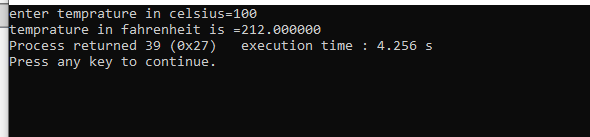 enter temprature in celsius=100
temprature in fahrenheit is =212.000000
Process returned 39 (0x27)   execution time : 4.256 s
Press any key to continue.